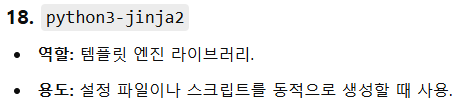 18. python3-jinja2
• 역할: 템플릿 엔진 라이브러리.
• 용도: 설정 파일이나 스크립트를 동적으로 생성할 때 사용.